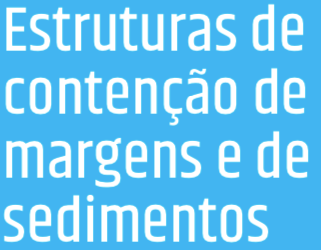 Estruturas de
contenção de
margens e de
sedimentos